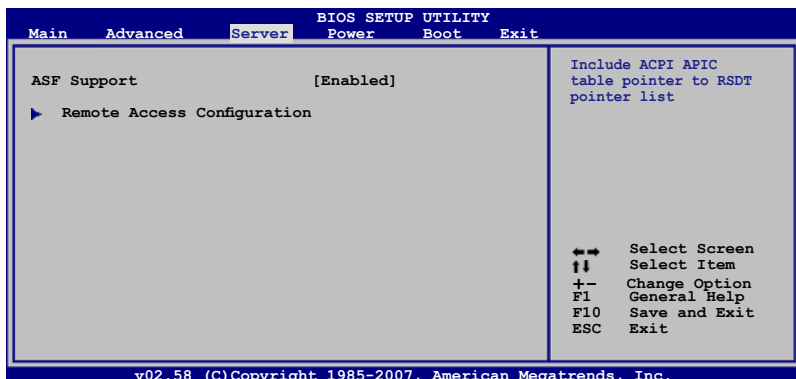 BIOS SETUP UTILITY
Main Advanced Server Power Boot Exit
ASF Support [Enabled]
Remote Access Configuration
Include ACPI APIC
table pointer to RSDT
pointer list
Select Screen
Select Item
+- Change Option
F1 General Help
F10 Save and Exit
ESC Exit
v02.58 (C)Copyright 1985-2007, American Megatrends, Inc.